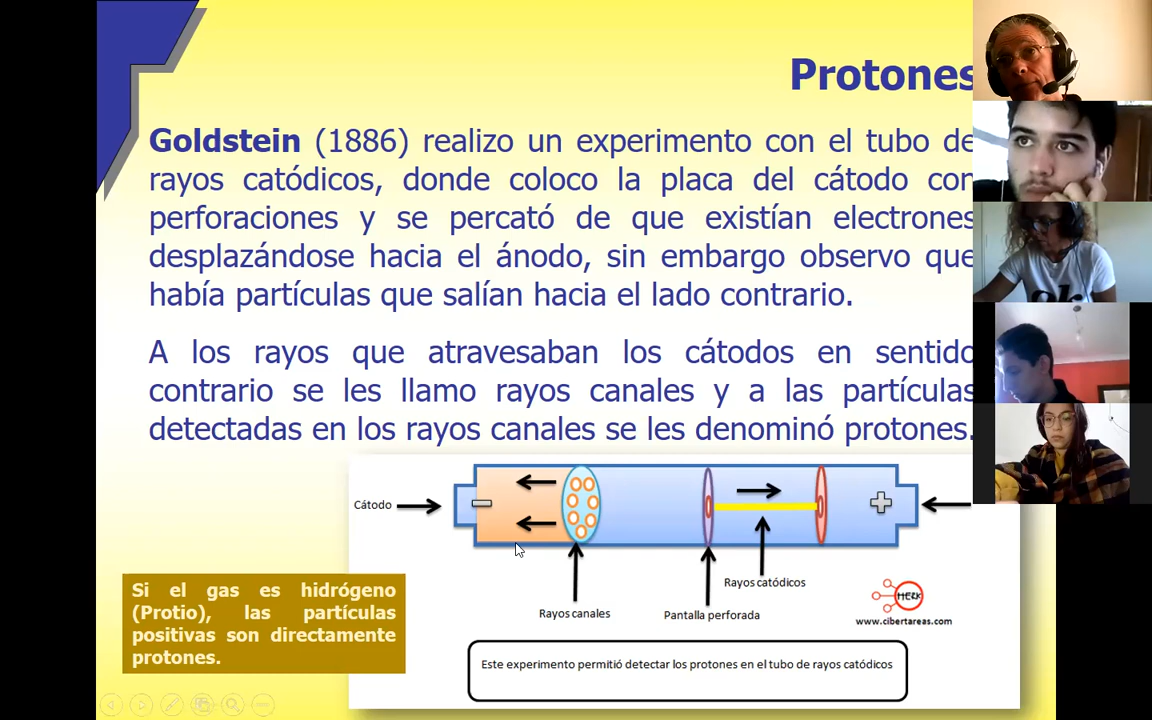 Protones
Goldstein (1886) realizo un experimento con el tubo de
rayos catódicos, donde coloco la placa del cátodo con
perforaciones y se percató de que existían electrones
desplazándose hacia el ánodo, sin embargo observo que
había partículas que salían hacia el lado contrario.
A los rayos que atravesaban los cátodos en sentido
contrario se les llamo rayos canales y a las partículas
detectadas en los rayos canales se les denominó protones.
Cátodo
Rayos catódicos
Rayos canales
Pantalla perforada
HERK
www.cibertareas.com
Si el gas es hidrógeno
(Protio), las partículas
positivas son directamente
protones.
Este experimento permitió detectar los protones en el tubo de rayos catódicos